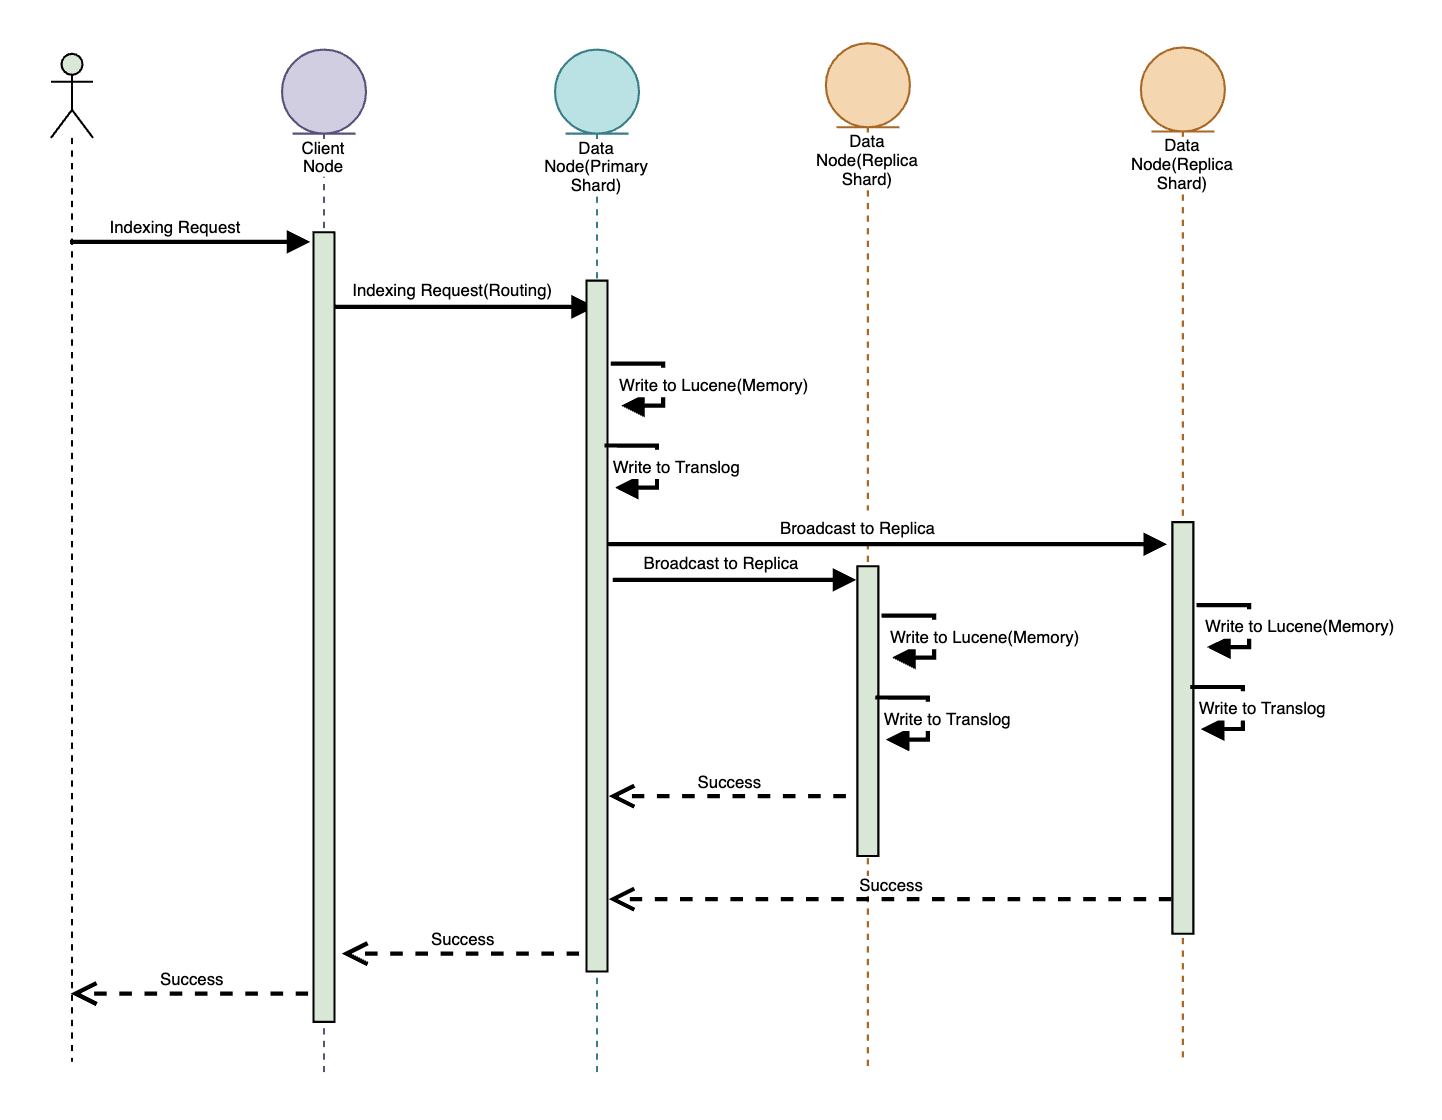 Client
Node
Data
Node(Primary
Shard)
Data
Node(Replica
Shard)
Data
Node(Replica
Shard)
Indexing Request
Indexing Request(Routing)
Write to Lucene(Memory)
Write to Translog
Broadcast to Replica
Broadcast to Replica
Write to Lucene(Memory)
Write to Lucene(Memory)
Write to Translog
Write to Translog
Success
Success
Success
Success